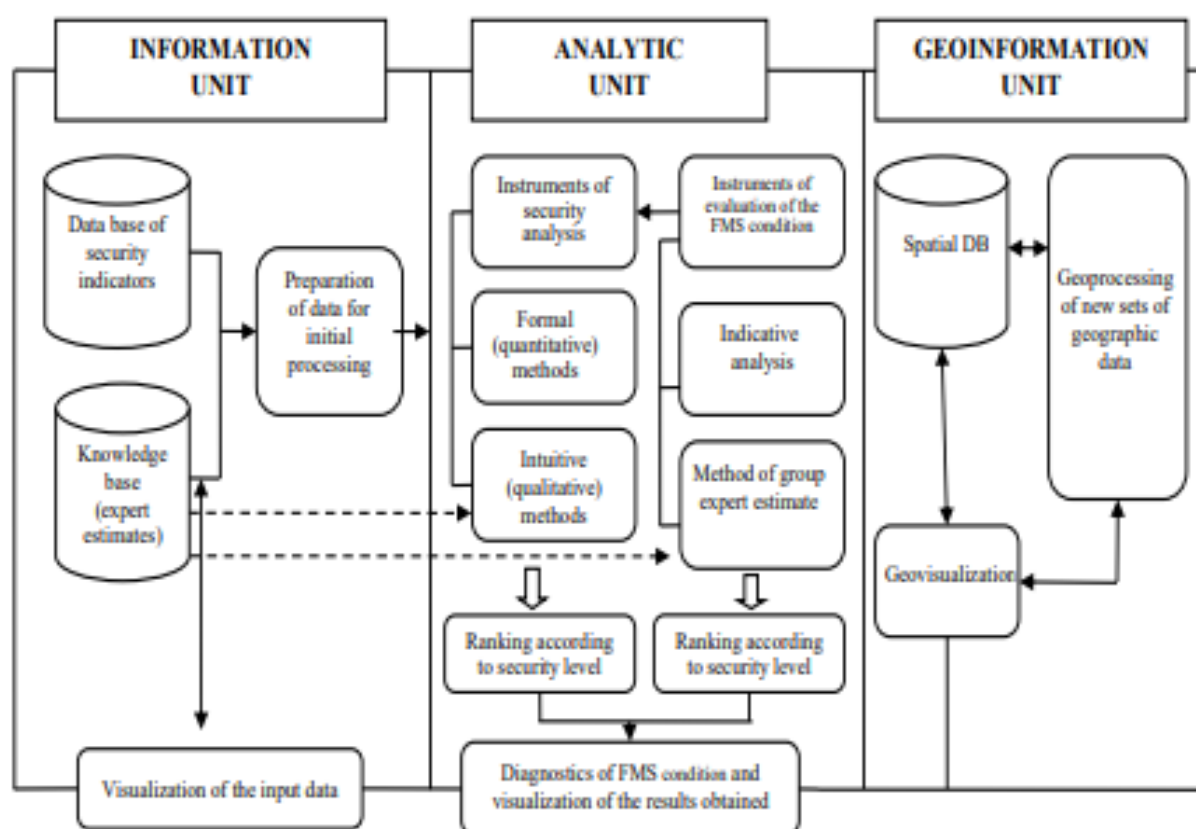 INFORMATION
UNIT
Data base of
security
indicators
Preparation
of data for
initial
processing
Knowledge
base
(expert
estimates)
Visualization of the input data
ANALYTIC
UNIT
Instruments of
security
analysis
Instruments of
evaluation of the
FMS condition
Formal
(quantitative)
methods
Indicative
analysis
Intuitive
(qualitative)
methods
Method of group
expert estimate
Ranking according
to security level
Ranking according
to security level
Diagnostics of FMS condition and
visualization of the results obtained
GEOINFORMATION
UNIT
Spatial DB
Geoprocessing
of new sets of
geographic
data
Geovisualization